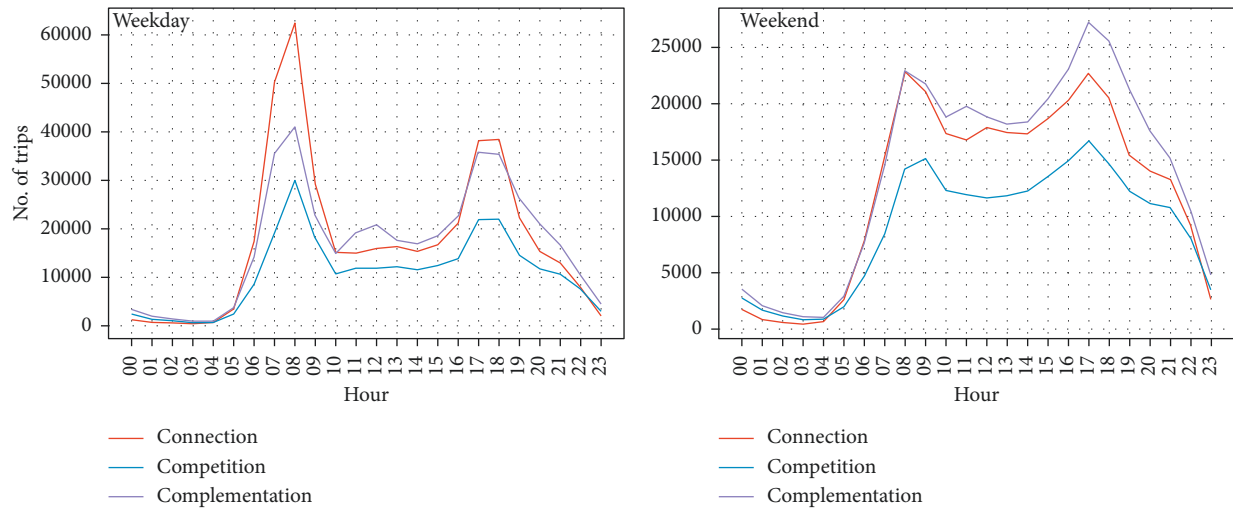 Weekday
No. of trips
60000
50000
40000
30000
20000
10000
0
00 01 02 03 04 05 06 07 08 09 10 11 12 13 14 15 16 17 18 19 20 21 22 23
Hour
Connection
Competition
Complementation
Weekend
25000
20000
15000
10000
5000
0
00 01 02 03 04 05 06 07 08 09 10 11 12 13 14 15 16 17 18 19 20 21 22 23
Hour
Connection
Competition
Complementation